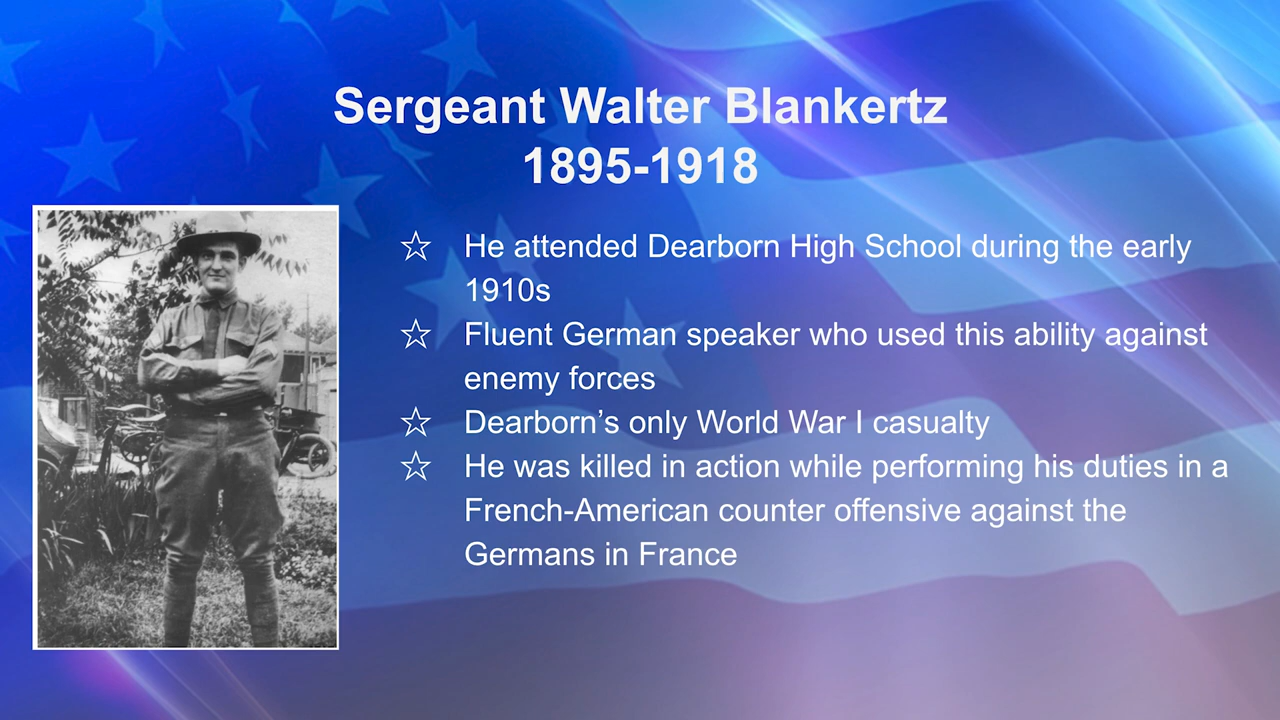 Sergeant Walter Blankertz
1895-1918
He attended Dearborn High School during the early
1910s
Fluent German speaker who used this ability against
enemy forces
Dearborn’s only World War I casualty
He was killed in action while performing his duties in a
French-American counter offensive against the
Germans in France